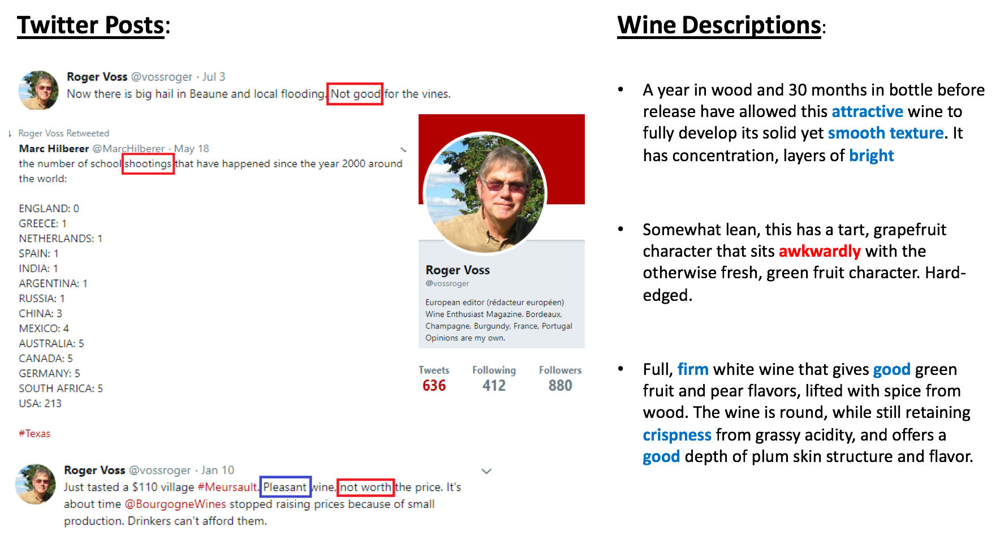 Twitter Posts:
Roger Voss @vossroger · Jul 3
Now there is big hail in Beaune and local flooding. Not good for the vines.
Roger Voss Retweeted
Marc Hilberer @MarcHilberer · May 18
the number of school shootings that have happened since the year 2000 around
the world:
ENGLAND: 0
GREECE: 1
NETHERLANDS: 1
SPAIN: 1
INDIA: 1
ARGENTINA: 1
RUSSIA: 1
CHINA: 3
MEXICO: 4
AUSTRALIA: 5
CANADA: 5
GERMANY: 5
SOUTH AFRICA: 5
USA: 213
#Texas
Roger Voss @vossroger · Jan 10
Just tasted a $110 village #Meursault. Pleasant wine, not worth the price. It's
about time @BourgogneWines stopped raising prices because of small
production. Drinkers can't afford them.
Roger Voss
@vossroger
European editor (rédacteur européen)
Wine Enthusiast Magazine. Bordeaux,
Champagne, Burgundy, France, Portugal
Opinions are my own.
Tweets Following Followers
636 412 880
Wine Descriptions:
• A year in wood and 30 months in bottle before
release have allowed this attractive wine to
fully develop its solid yet smooth texture. It
has concentration, layers of bright
• Somewhat lean, this has a tart, grapefruit
character that sits awkwardly with the
otherwise fresh, green fruit character. Hard-
edged.
• Full, firm white wine that gives good green
fruit and pear flavors, lifted with spice from
wood. The wine is round, while still retaining
crispness from grassy acidity, and offers a
good depth of plum skin structure and flavor.